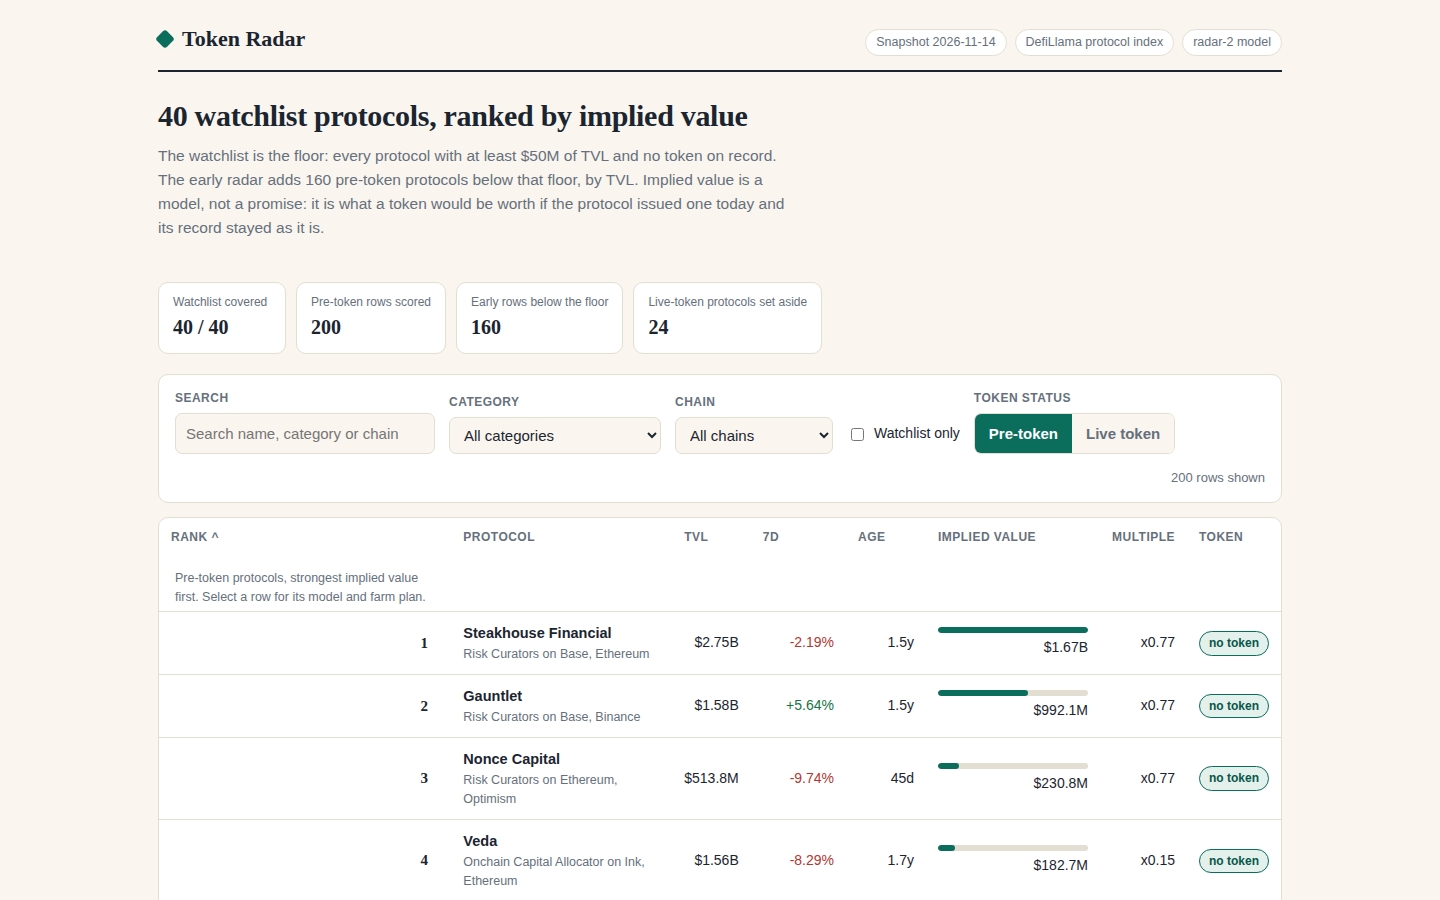 Token Radar
Snapshot 2026-11-14
DefiLlama protocol index
radar-2 model
40 watchlist protocols, ranked by implied value
The watchlist is the floor: every protocol with at least $50M of TVL and no token on record.
The early radar adds 160 pre-token protocols below that floor, by TVL. Implied value is a
model, not a promise: it is what a token would be worth if the protocol issued one today and
its record stayed as it is.
Watchlist covered
40 / 40
Pre-token rows scored
200
Early rows below the floor
160
Live-token protocols set aside
24
SEARCH
Search name, category or chain
CATEGORY
All categories
CHAIN
All chains
Watchlist only
TOKEN STATUS
Pre-token
Live token
200 rows shown
RANK ^ PROTOCOL TVL 7D AGE IMPLIED VALUE MULTIPLE TOKEN
Pre-token protocols, strongest implied value
first. Select a row for its model and farm plan.
1 Steakhouse Financial $2.75B -2.19% 1.5y $1.67B x0.77 no token
Risk Curators on Base, Ethereum
2 Gauntlet $1.58B +5.64% 1.5y $992.1M x0.77 no token
Risk Curators on Base, Binance
3 Nonce Capital $513.8M -9.74% 45d $230.8M x0.77 no token
Risk Curators on Ethereum,
Optimism
4 Veda $1.56B -8.29% 1.7y $182.7M x0.15 no token
Onchain Capital Allocator on Ink,
Ethereum